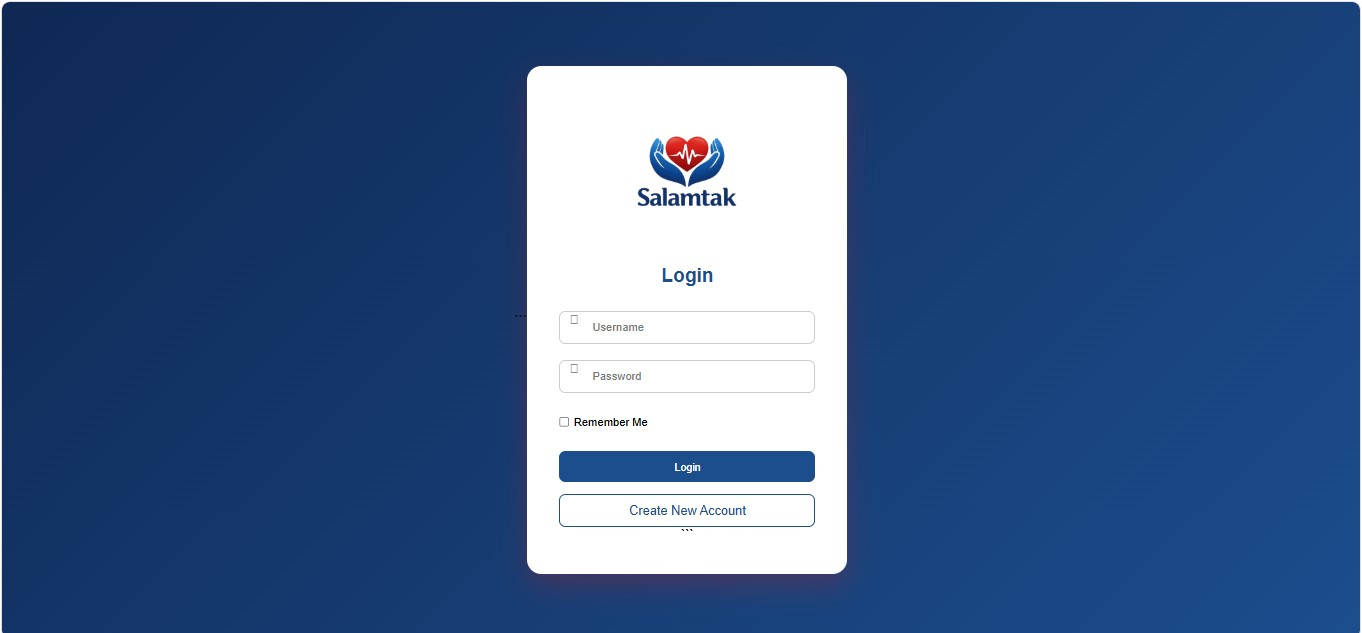 Salamtak
Login
```
Username
Password
Remember Me
Login
Create New Account
```